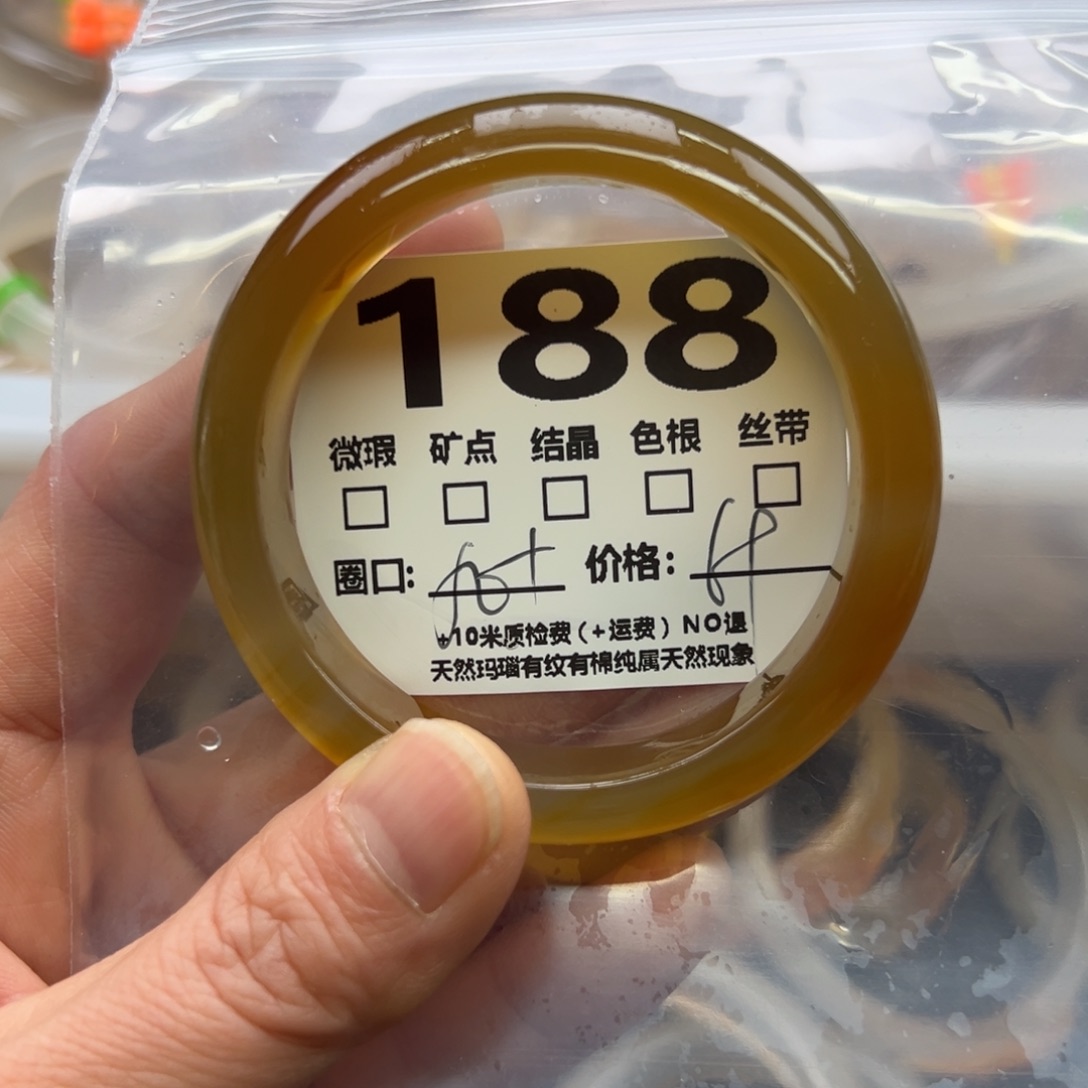 188
微瑕 矿点 结晶 色根 丝带
圈口: 价格:
+10米质检费(+运费)NO退
天然玛瑙有纹有棉纯属天然现象